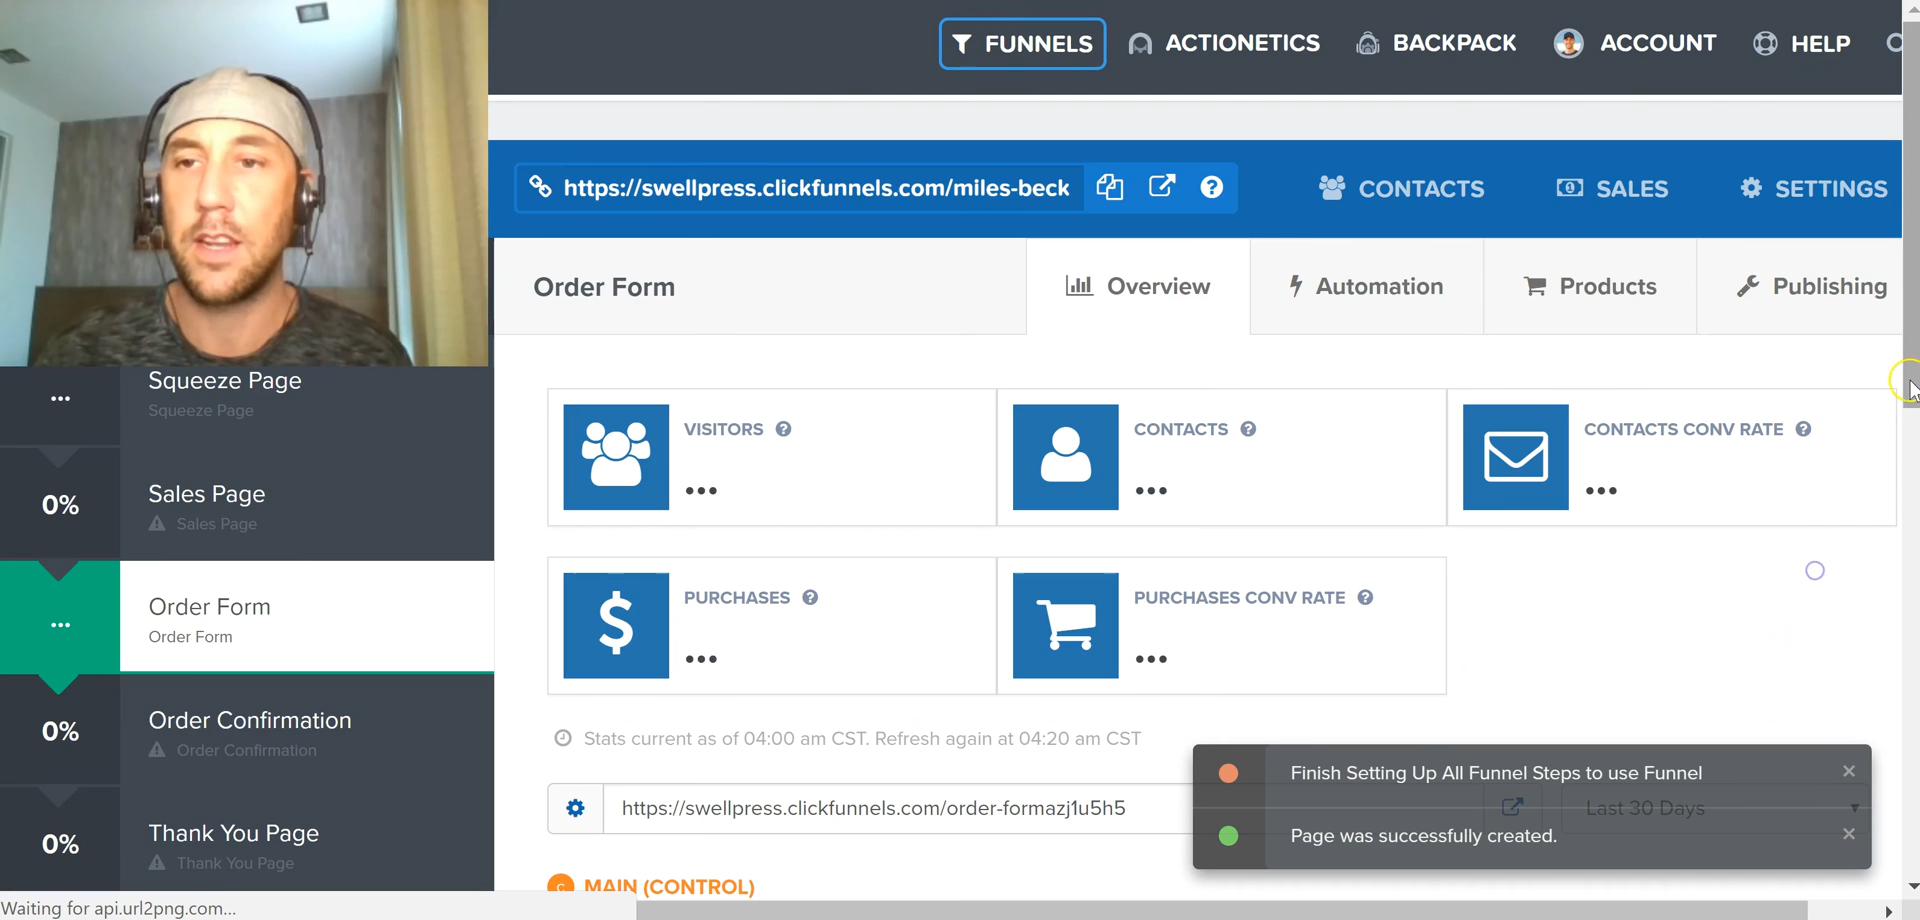 FUNNELS
ACTIONETICS
BACKPACK
ACCOUNT
HELP
https://swellpress.clickfunnels.com/miles-beck
CONTACTS
SALES
SETTINGS
Order Form
Overview
Automation
Products
Publishing
...
Squeeze Page
Squeeze Page
0%
Sales Page
Sales Page
...
Order Form
Order Form
0%
Order Confirmation
Order Confirmation
0%
Thank You Page
Thank You Page
VISITORS
...
CONTACTS
...
CONTACTS CONV RATE
...
PURCHASES
...
PURCHASES CONV RATE
...
Stats current as of 04:00 am CST. Refresh again at 04:20 am CST
https://swellpress.clickfunnels.com/order-formazj1u5h5
Last 30 Days
C MAIN (CONTROL)
Finish Setting Up All Funnel Steps to use Funnel
Page was successfully created.
Waiting for api.url2png.com...